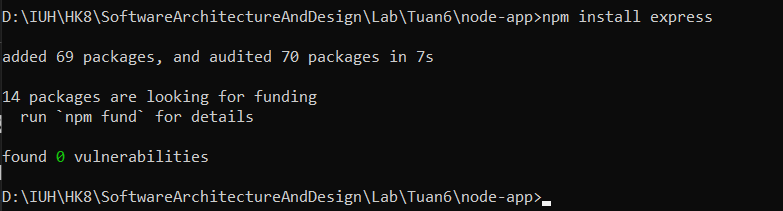 D:\IUH\HK8\SoftwareArchitectureAndDesign\Lab\Tuan6\node-app>npm install express
added 69 packages, and audited 70 packages in 7s
14 packages are looking for funding
  run `npm fund` for details
found 0 vulnerabilities
D:\IUH\HK8\SoftwareArchitectureAndDesign\Lab\Tuan6\node-app>